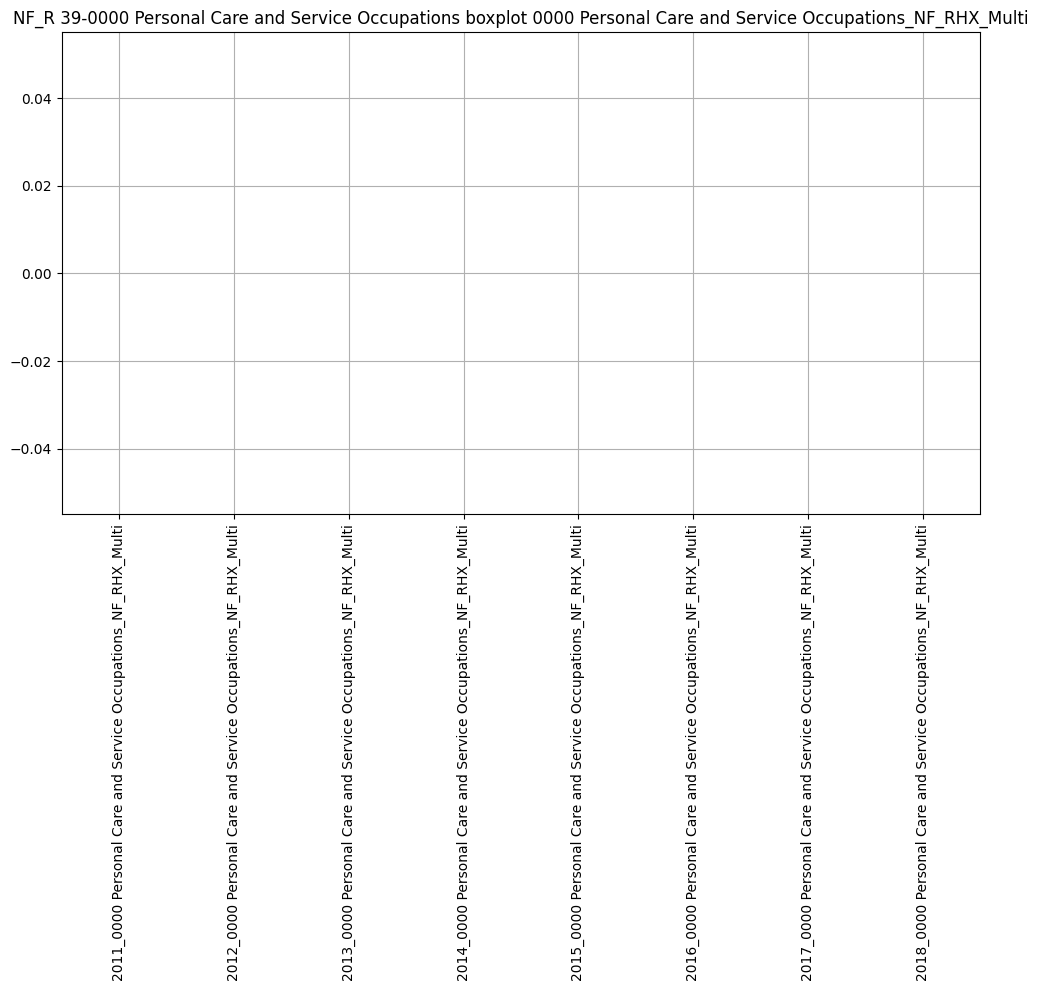 NF_R 39-0000 Personal Care and Service Occupations boxplot 0000 Personal Care and Service Occupations_NF_RHX_Multi
0.04
0.02
0.00
−0.02
−0.04
2011_0000 Personal Care and Service Occupations_NF_RHX_Multi
2012_0000 Personal Care and Service Occupations_NF_RHX_Multi
2013_0000 Personal Care and Service Occupations_NF_RHX_Multi
2014_0000 Personal Care and Service Occupations_NF_RHX_Multi
2015_0000 Personal Care and Service Occupations_NF_RHX_Multi
2016_0000 Personal Care and Service Occupations_NF_RHX_Multi
2017_0000 Personal Care and Service Occupations_NF_RHX_Multi
2018_0000 Personal Care and Service Occupations_NF_RHX_Multi